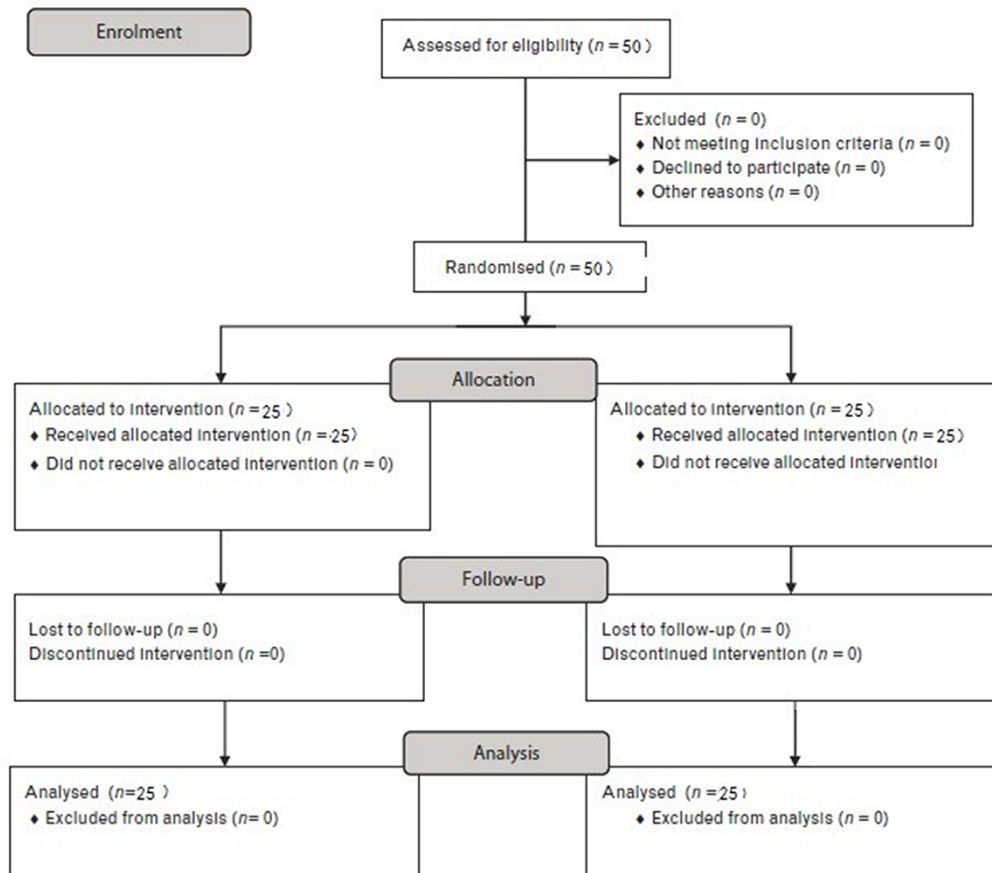 Enrolment
Assessed for eligibility (n = 50 )
Excluded (n = 0)
♦ Not meeting inclusion criteria (n = 0)
♦ Declined to participate (n = 0)
♦ Other reasons (n = 0)
Randomised (n = 50 )
Allocation
Allocated to intervention (n = 25 )
♦ Received allocated intervention (n = 25)
♦ Did not receive allocated intervention (n = 0)
Allocated to intervention (n = 25 )
♦ Received allocated intervention (n = 25)
♦ Did not receive allocated
Follow-up
Lost to follow-up (n = 0)
Discontinued intervention (n =0)
Lost to follow-up (n = 0)
Discontinued intervention (n = 0)
Analysis
Analysed (n=25 )
♦ Excluded from analysis (n= 0)
Analysed (n =25)
♦ Excluded from analysis (n = 0)